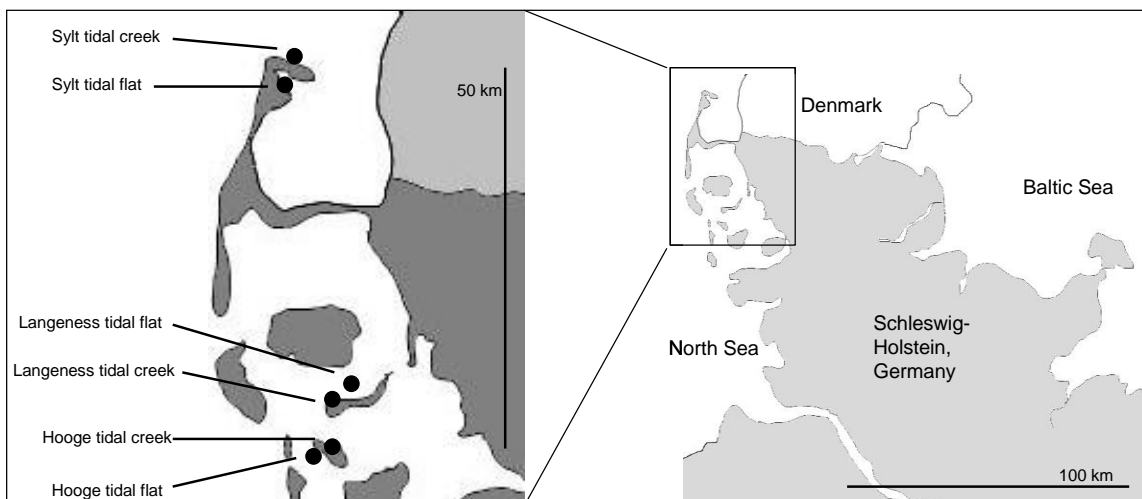 Sylt tidal creek
Sylt tidal flat
50 km
Langeness tidal flat
Langeness tidal creek
Hooge tidal creek
Hooge tidal flat
Denmark
Baltic Sea
North Sea
Schleswig-
Holstein,
Germany
100 km